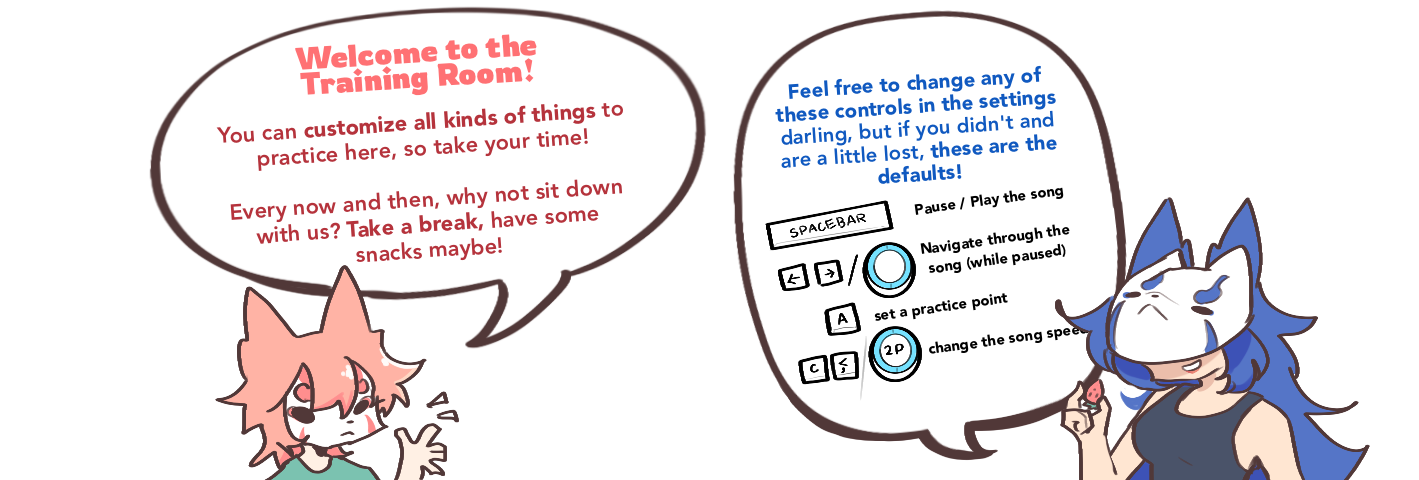 Welcome to the
Training Room!
You can customize all kinds of things to
practice here, so take your time!
Every now and then, why not sit down
with us? Take a break, have some
snacks maybe!
Feel free to change any of
these controls in the settings
darling, but if you didn't and
are a little lost, these are the
defaults!
SPACEBAR
Pause / Play the song
← → /
Navigate through the
song (while paused)
A
set a practice point
C < ;
2P
change the song speed